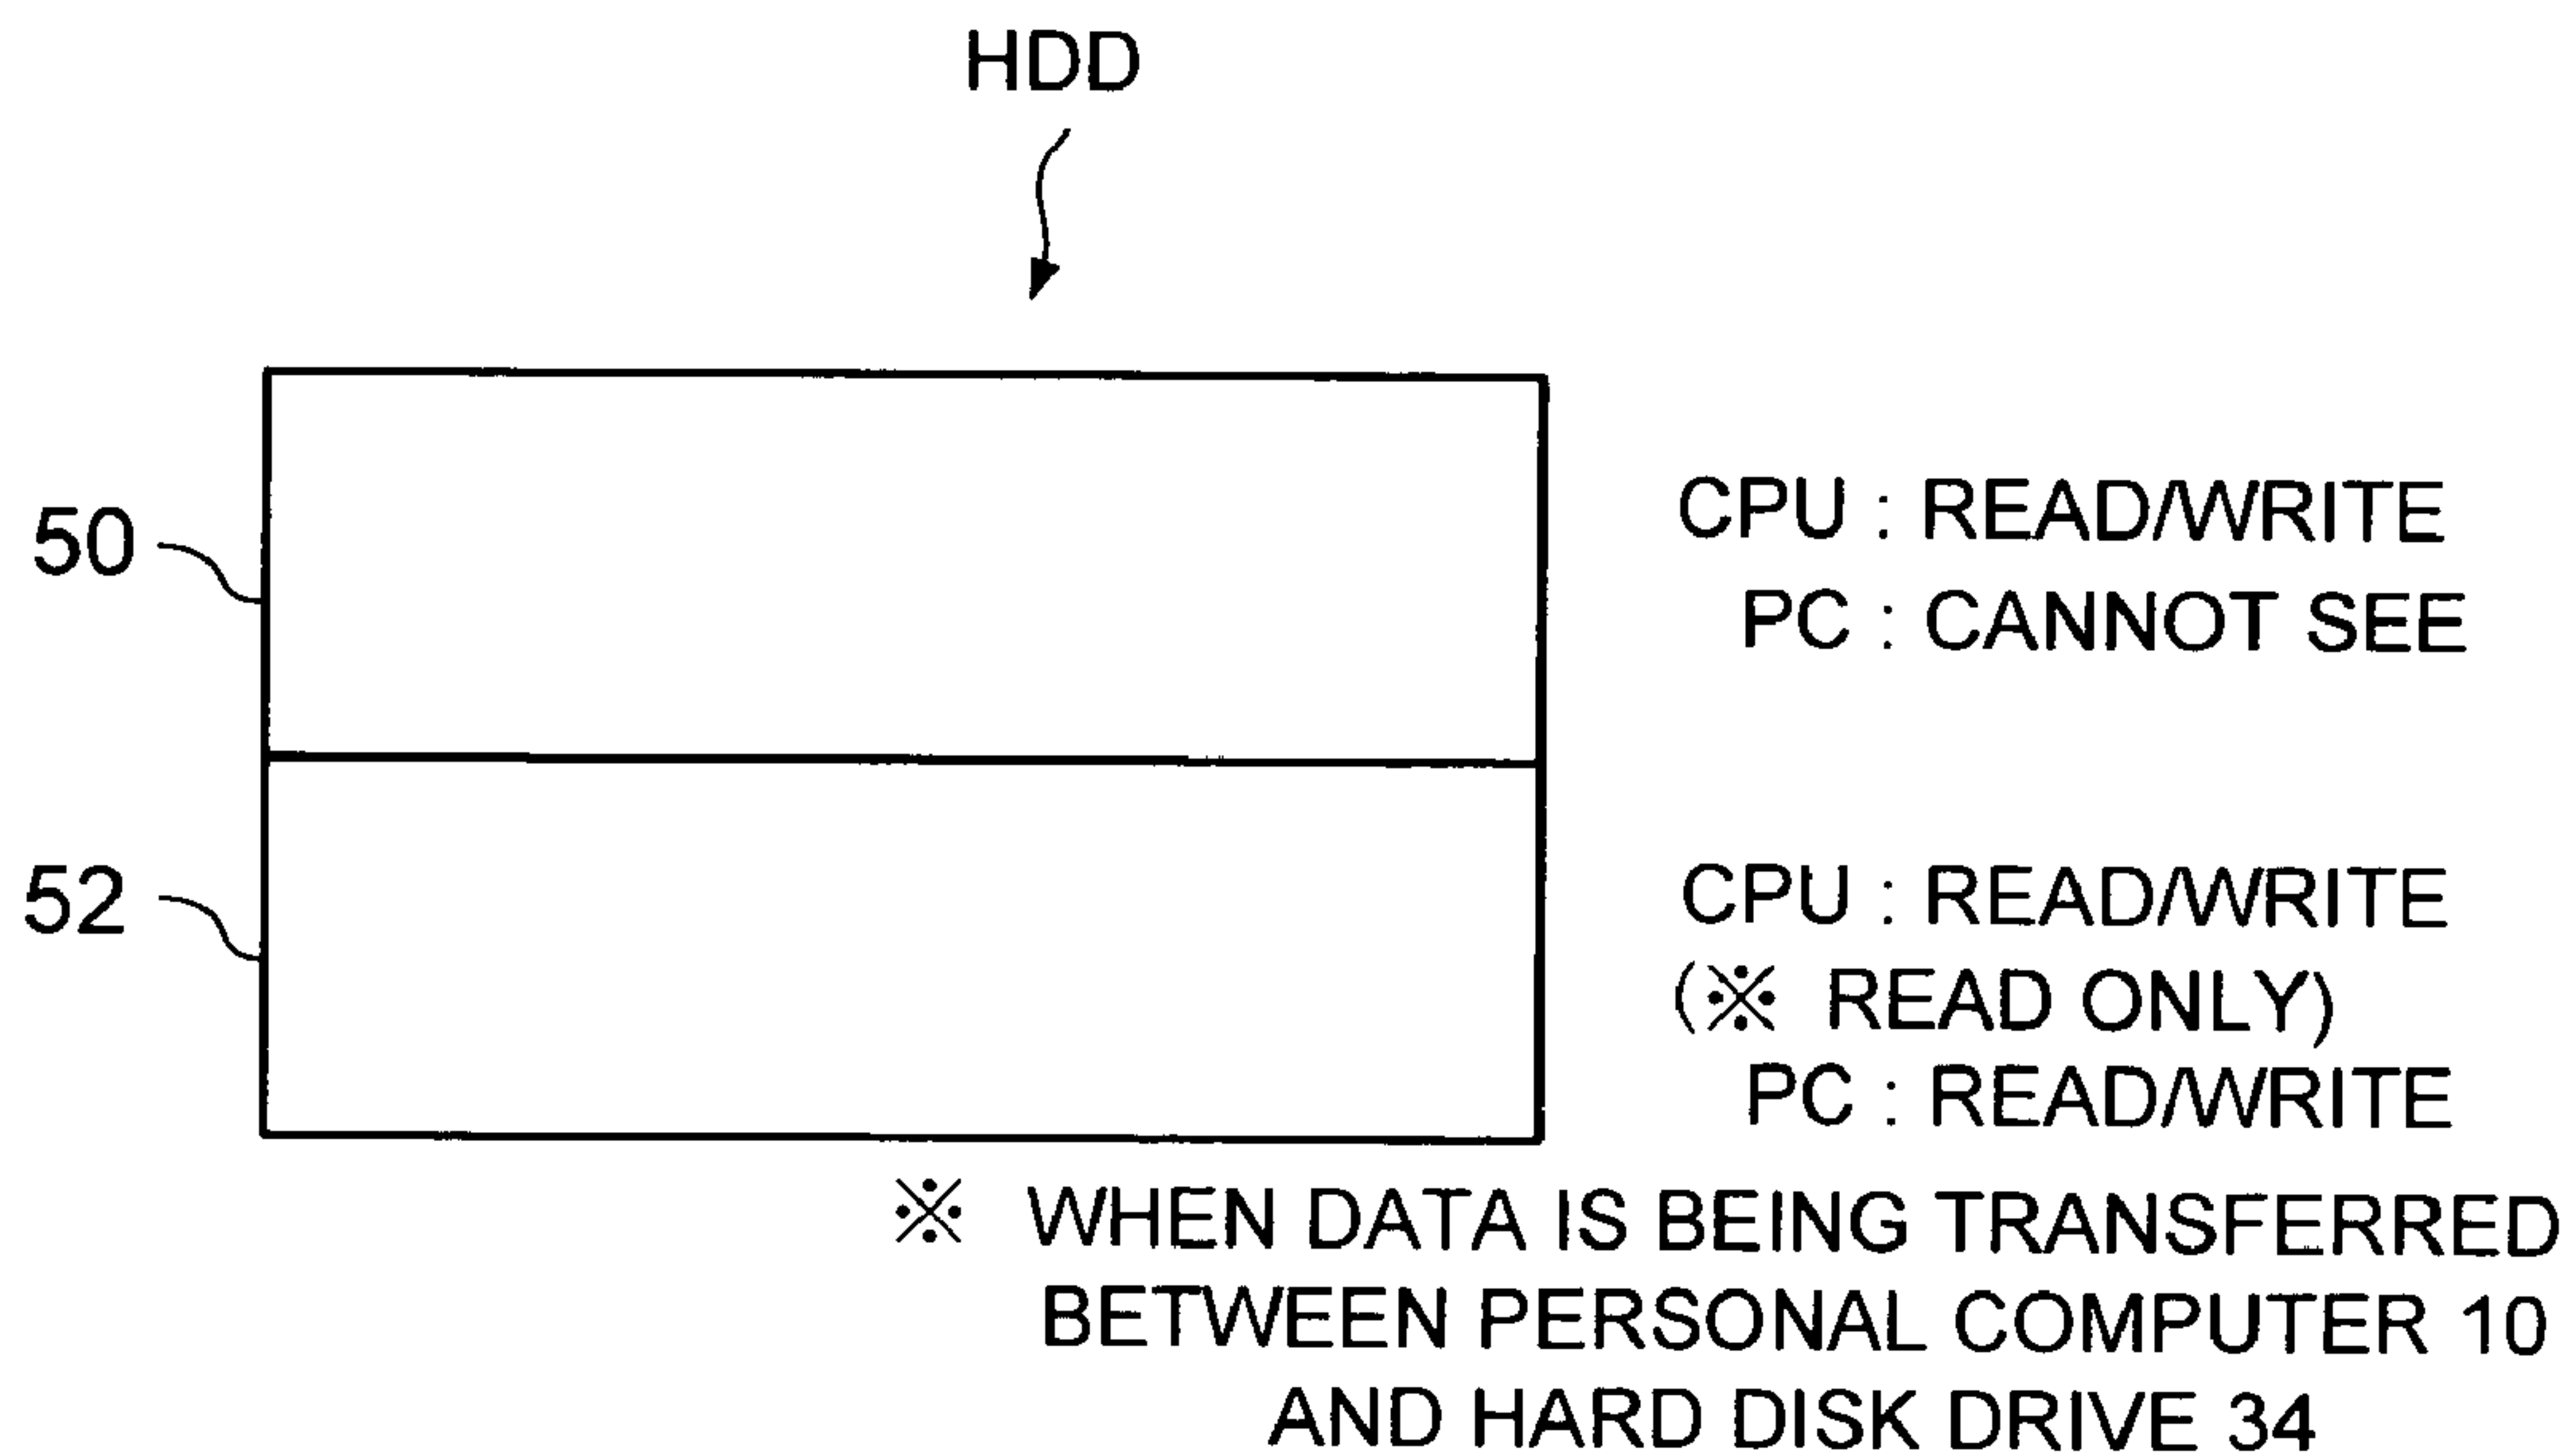 HDD
50
CPU : READ/WRITE
PC : CANNOT SEE
52
CPU : READ/WRITE
(※ READ ONLY)
PC : READ/WRITE
※ WHEN DATA IS BEING TRANSFERRED
BETWEEN PERSONAL COMPUTER 10
AND HARD DISK DRIVE 34